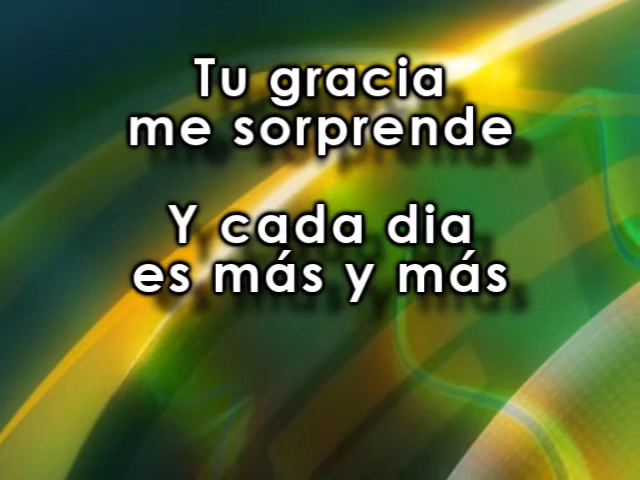 Tu gracia
me sorprende
Y cada dia
es más y más